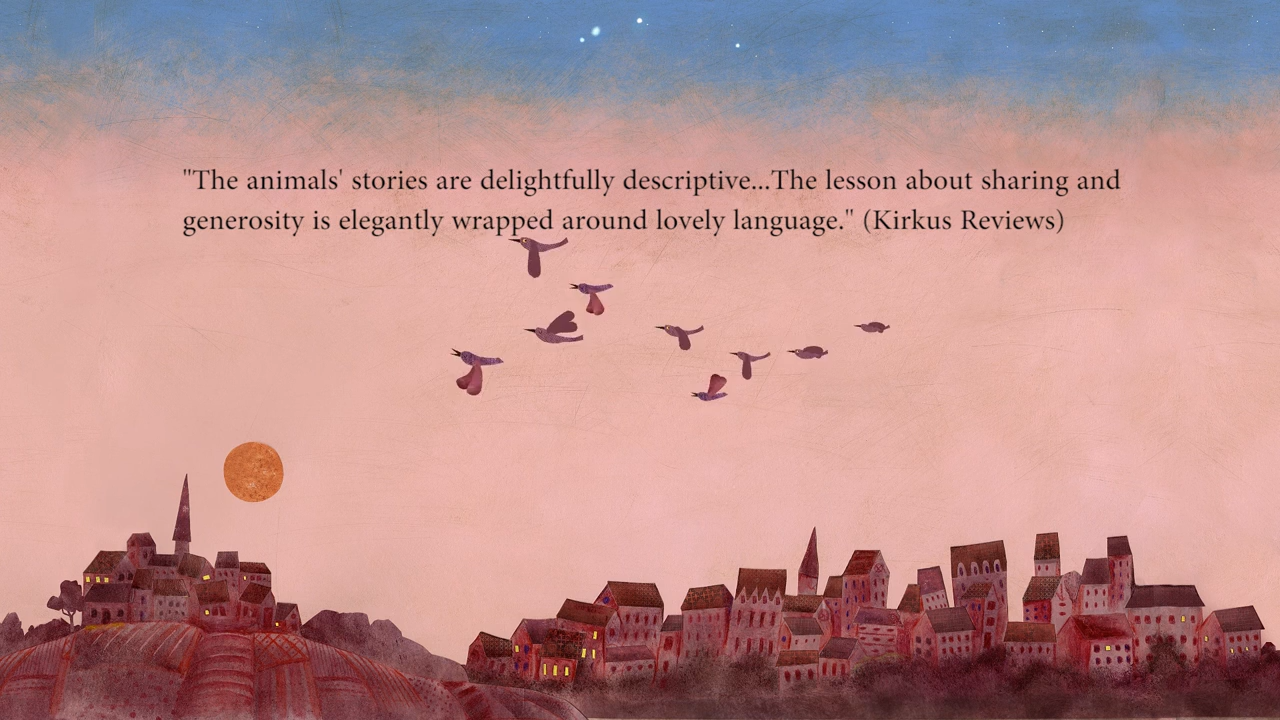 "The animals' stories are delightfully descriptive...The lesson about sharing and
generosity is elegantly wrapped around lovely language." (Kirkus Reviews)